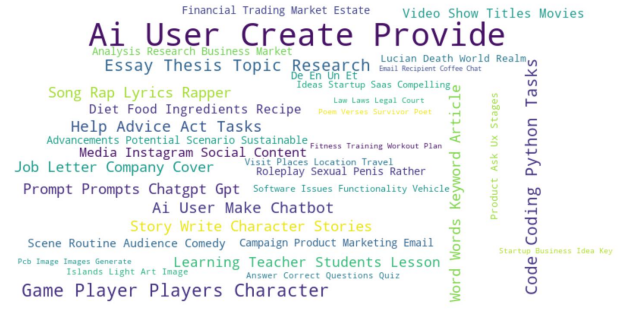 Financial Trading Market Estate
Video Show Titles Movies
Ai User Create Provide
Analysis Research Business Market
Lucian Death World Realm
Essay Thesis Topic Research
Email Recipient Coffee Chat
De En Un Et
Ideas Startup Saas Compelling
Song Rap Lyrics Rapper
Law Laws Legal Court
Diet Food Ingredients Recipe
Poem Verses Survivor Poet
Help Advice Act Tasks
Advancements Potential Scenario Sustainable
Fitness Training Workout Plan
Media Instagram Social Content
Job Letter Company Cover
Visit Places Location Travel
Roleplay Sexual Penis Rather
Prompt Prompts Chatgpt Gpt
Software Issues Functionality Vehicle
Ai User Make Chatbot
Story Write Character Stories
Scene Routine Audience Comedy
Campaign Product Marketing Email
Startup Business Idea Key
Pcb Image Images Generate
Learning Teacher Students Lesson
Islands Light Art Image
Answer Correct Questions Quiz
Game Player Players Character
Word Words Keyword Article
Product Ask Ux Stages
Code Coding Python Tasks